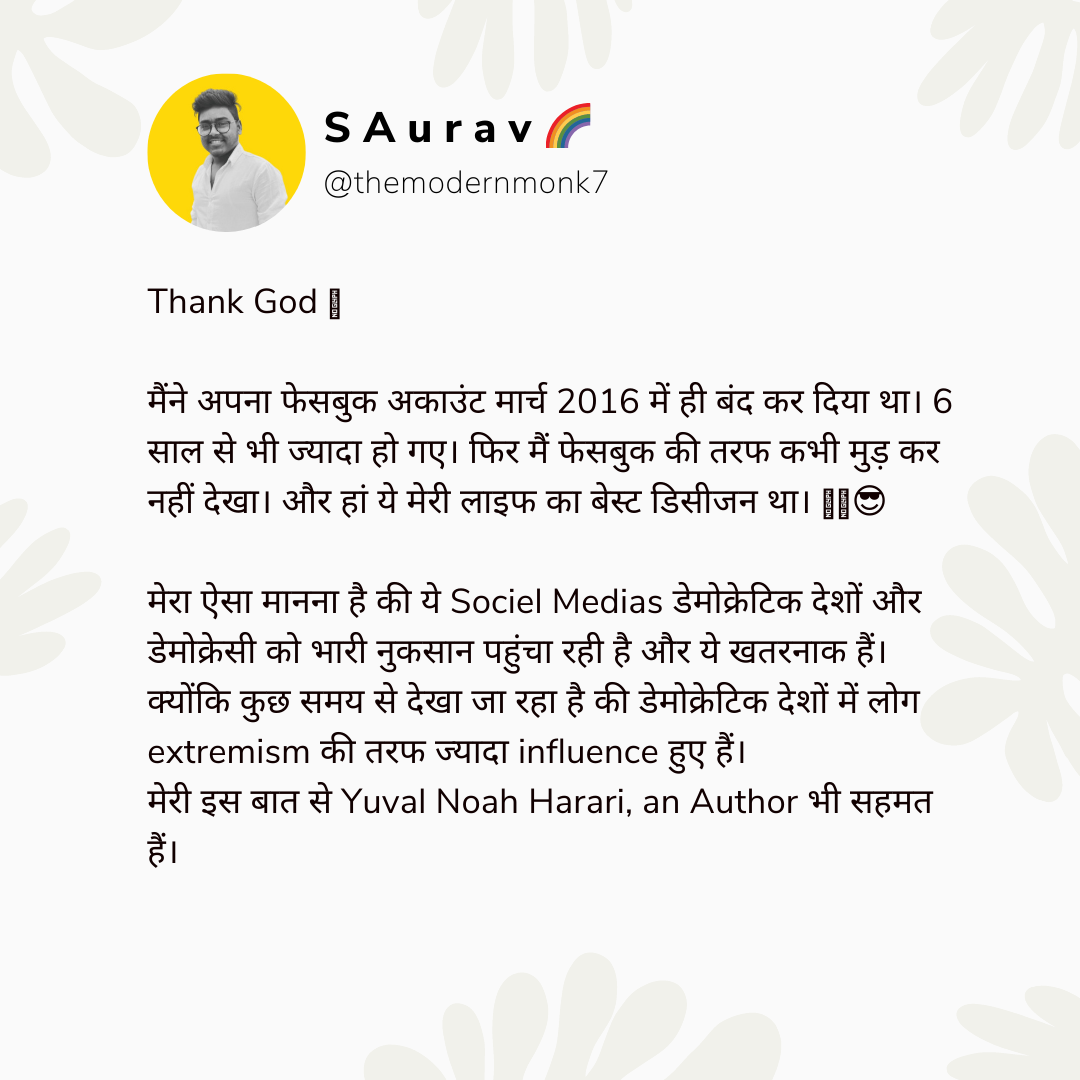 S A u r a v 🌈
@themodernmonk7
Thank God
मैंने अपना फेसबुक अकाउंट मार्च 2016 में ही बंद कर दिया था। 6
साल से भी ज्यादा हो गए। फिर मैं फेसबुक की तरफ कभी मुड़ कर
नहीं देखा। और हां ये मेरी लाइफ का बेस्ट डिसीजन था। 😎
मेरा ऐसा मानना है की ये Sociel Medias डेमोक्रेटिक देशों और
डेमोक्रेसी को भारी नुकसान पहुंचा रही है और ये खतरनाक हैं।
क्योंकि कुछ समय से देखा जा रहा है की डेमोक्रेटिक देशों में लोग
extremism की तरफ ज्यादा influence हुए हैं।
मेरी इस बात से Yuval Noah Harari, an Author भी सहमत
हैं।